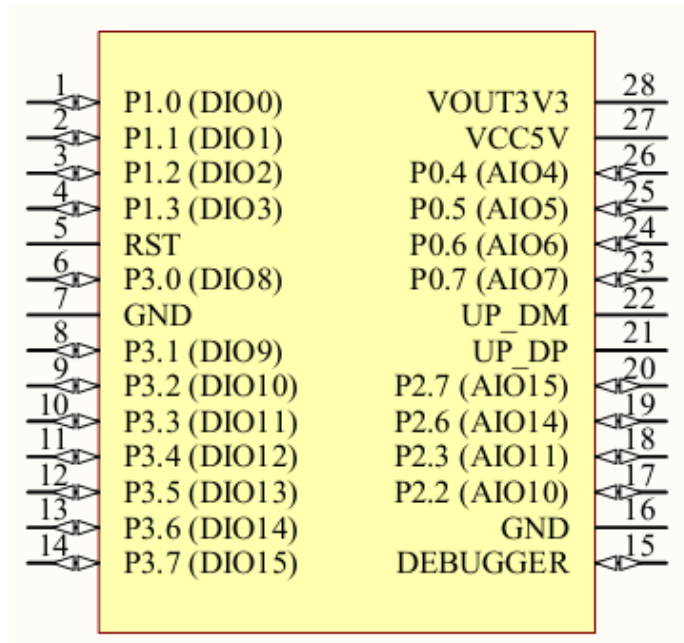 1 P1.0 (DIO0) VOUT3V3 28
2 P1.1 (DIO1) VCC5V 27
3 P1.2 (DIO2) P0.4 (AIO4) 26
4 P1.3 (DIO3) P0.5 (AIO5) 25
5 RST P0.6 (AIO6) 24
6 P3.0 (DIO8) P0.7 (AIO7) 23
7 GND UP_DM 22
8 P3.1 (DIO9) UP_DP 21
9 P3.2 (DIO10) P2.7 (AIO15) 20
10 P3.3 (DIO11) P2.6 (AIO14) 19
11 P3.4 (DIO12) P2.3 (AIO11) 18
12 P3.5 (DIO13) P2.2 (AIO10) 17
13 P3.6 (DIO14) GND 16
14 P3.7 (DIO15) DEBUGGER 15